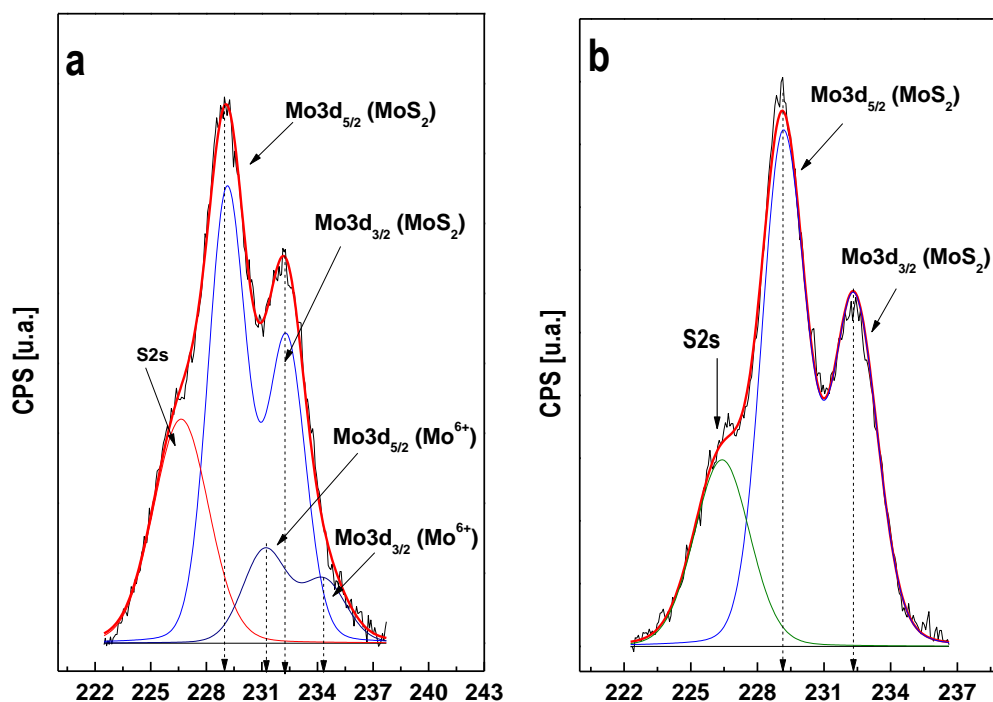 a
Mo3d₅/₂ (MoS₂)
Mo3d₃/₂ (MoS₂)
S2s
Mo3d₅/₂ (Mo⁶⁺)
Mo3d₃/₂ (Mo⁶⁺)
CPS [u.a.]
222 225 228 231 234 237 240 243
b
Mo3d₅/₂ (MoS₂)
Mo3d₃/₂ (MoS₂)
S2s
CPS [u.a.]
222 225 228 231 234 237